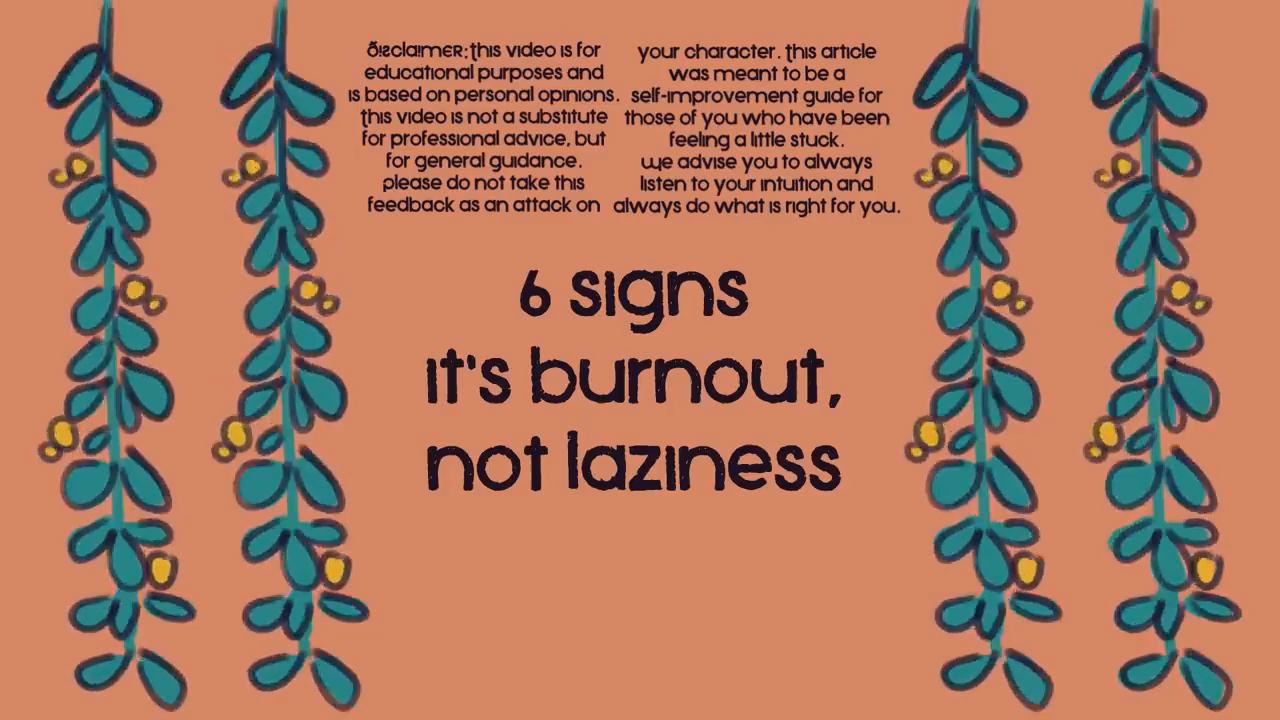 disclaimer: this video is for
educational purposes and
is based on personal opinions.
this video is not a substitute
for professional advice, but
for general guidance.
please do not take this
feedback as an attack on
your character. this article
was meant to be a
self-improvement guide for
those of you who have been
feeling a little stuck.
we advise you to always
listen to your intuition and
always do what is right for you.
6 signs
it's burnout,
not laziness